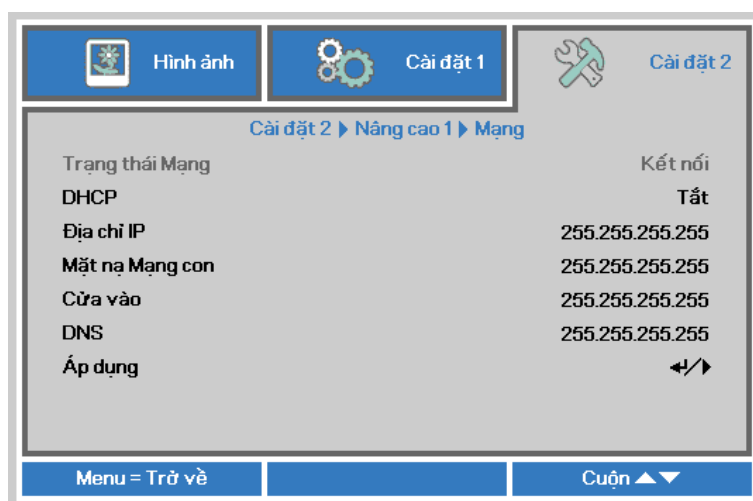 Hình ảnh
Cài đặt 1
Cài đặt 2
Cài đặt 2 ▶ Nâng cao 1 ▶ Mạng
Trạng thái Mạng Kết nối
DHCP Tắt
Địa chỉ IP 255.255.255.255
Mặt nạ Mạng con 255.255.255.255
Cửa vào 255.255.255.255
DNS 255.255.255.255
Áp dụng ↵/▶
Menu = Trở về
Cuộn ▲▼